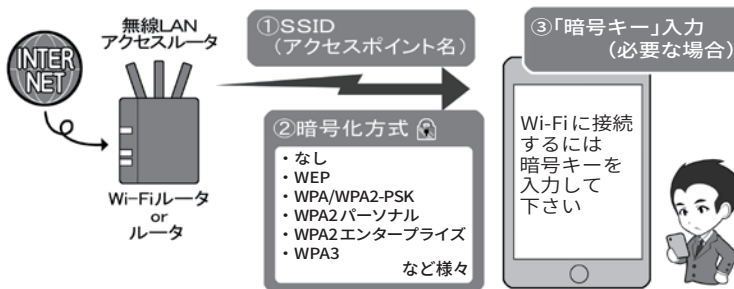 INTER
NET
無線LAN
アクセスルータ
Wi-Fiルータ
or
ルータ
①SSID
（アクセスポイント名）
②暗号化方式
・なし
・WEP
・WPA/WPA2-PSK
・WPA2パーソナル
・WPA2エンタープライズ
・WPA3
など様々
③「暗号キー」入力
（必要な場合）
Wi-Fiに接続
するには
暗号キーを
入力して
下さい